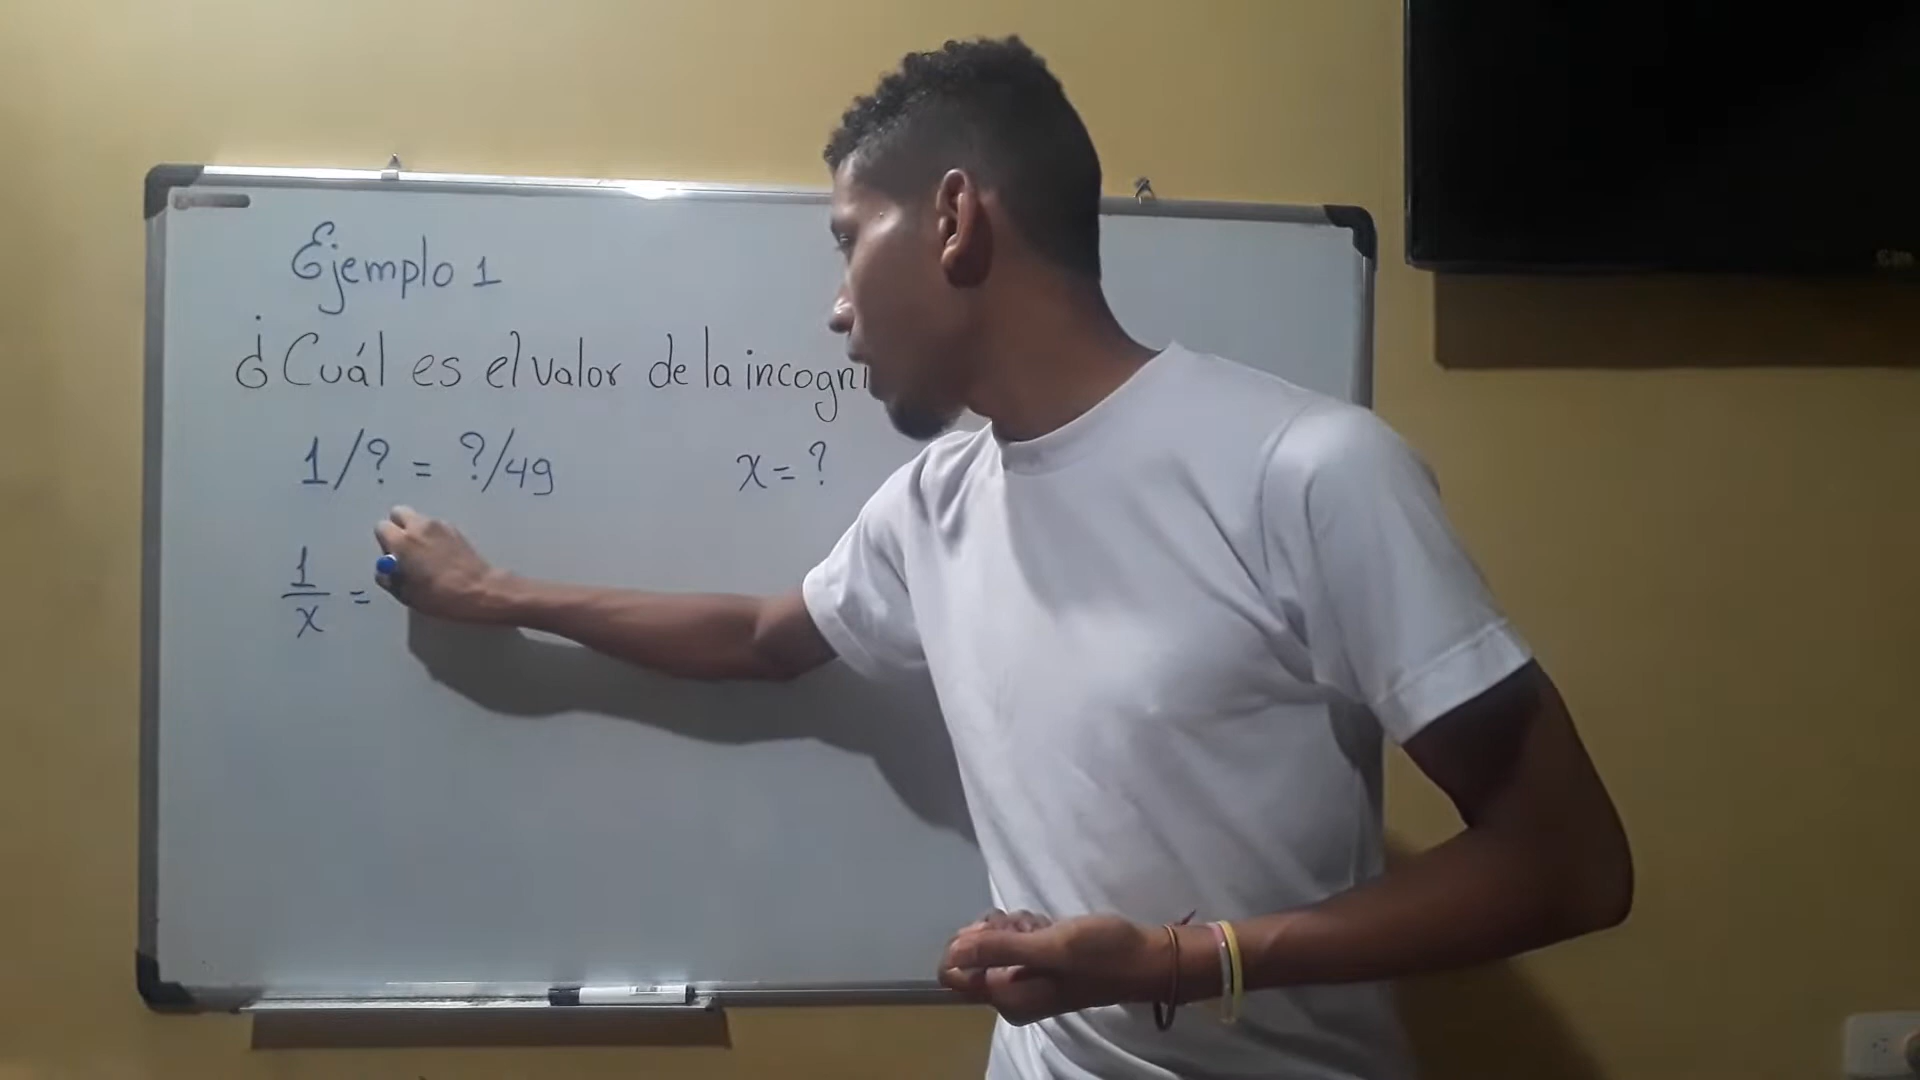 Ejemplo 1
¿Cuál es el valor de la incogni
1/? = ?/49
x = ?
1/x =